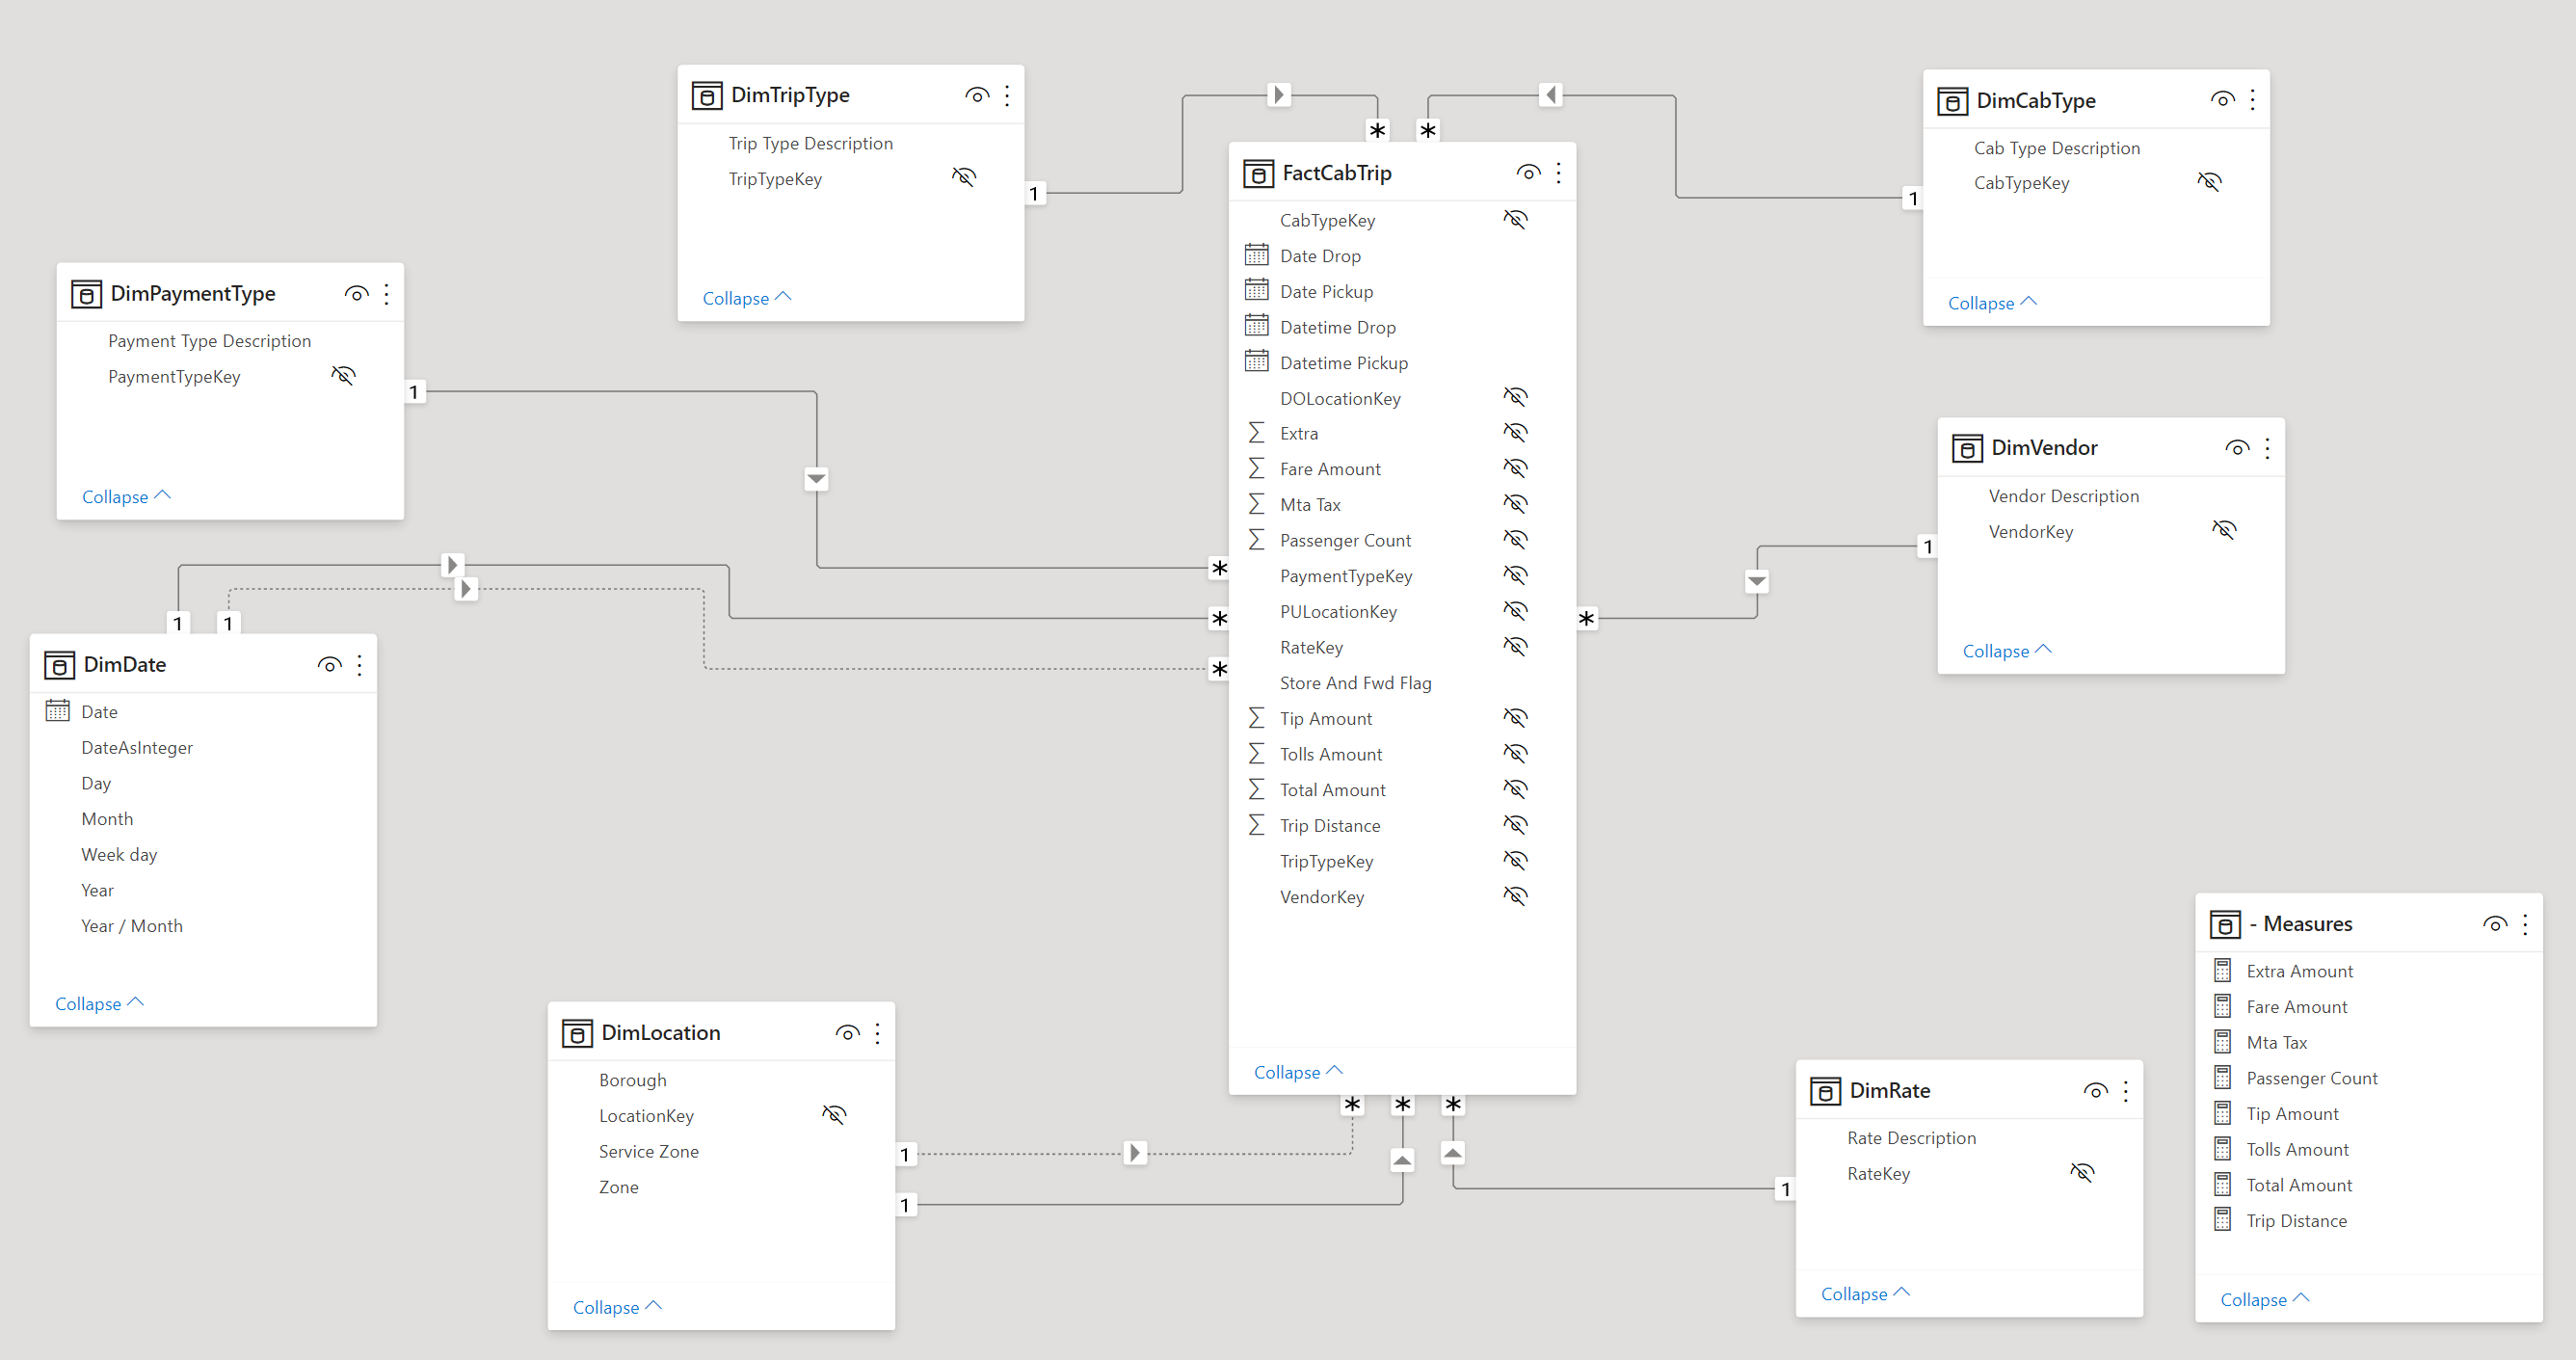 DimTripType
Trip Type Description
TripTypeKey
Collapse
1
*
*
DimCabType
Cab Type Description
CabTypeKey
Collapse
1
DimPaymentType
Payment Type Description
PaymentTypeKey
Collapse
1
FactCabTrip
CabTypeKey
Date Drop
Date Pickup
Datetime Drop
Datetime Pickup
DOLocationKey
Σ Extra
Σ Fare Amount
Σ Mta Tax
Σ Passenger Count
PaymentTypeKey
PULocationKey
RateKey
Store And Fwd Flag
Σ Tip Amount
Σ Tolls Amount
Σ Total Amount
Σ Trip Distance
TripTypeKey
VendorKey
Collapse
*
*
*
*
DimVendor
Vendor Description
VendorKey
Collapse
1
1
1
DimDate
Date
DateAsInteger
Day
Month
Week day
Year
Year / Month
Collapse
DimLocation
Borough
LocationKey
Service Zone
Zone
Collapse
1
1
*
*
*
DimRate
Rate Description
RateKey
Collapse
1
- Measures
Extra Amount
Fare Amount
Mta Tax
Passenger Count
Tip Amount
Tolls Amount
Total Amount
Trip Distance
Collapse